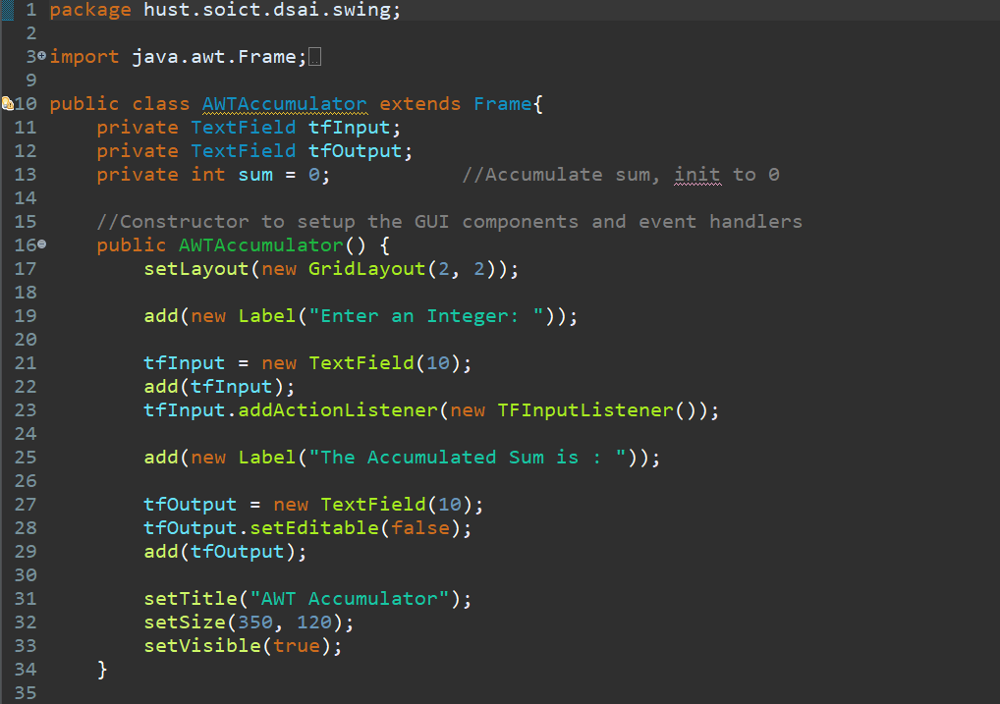 1 package hust.soict.dsai.swing;
2
3 import java.awt.Frame;
9
10 public class AWTAccumulator extends Frame{
11     private TextField tfInput;
12     private TextField tfOutput;
13     private int sum = 0;           //Accumulate sum, init to 0
14
15     //Constructor to setup the GUI components and event handlers
16     public AWTAccumulator() {
17         setLayout(new GridLayout(2, 2));
18
19         add(new Label("Enter an Integer: "));
20
21         tfInput = new TextField(10);
22         add(tfInput);
23         tfInput.addActionListener(new TFInputListener());
24
25         add(new Label("The Accumulated Sum is : "));
26
27         tfOutput = new TextField(10);
28         tfOutput.setEditable(false);
29         add(tfOutput);
30
31         setTitle("AWT Accumulator");
32         setSize(350, 120);
33         setVisible(true);
34     }
35